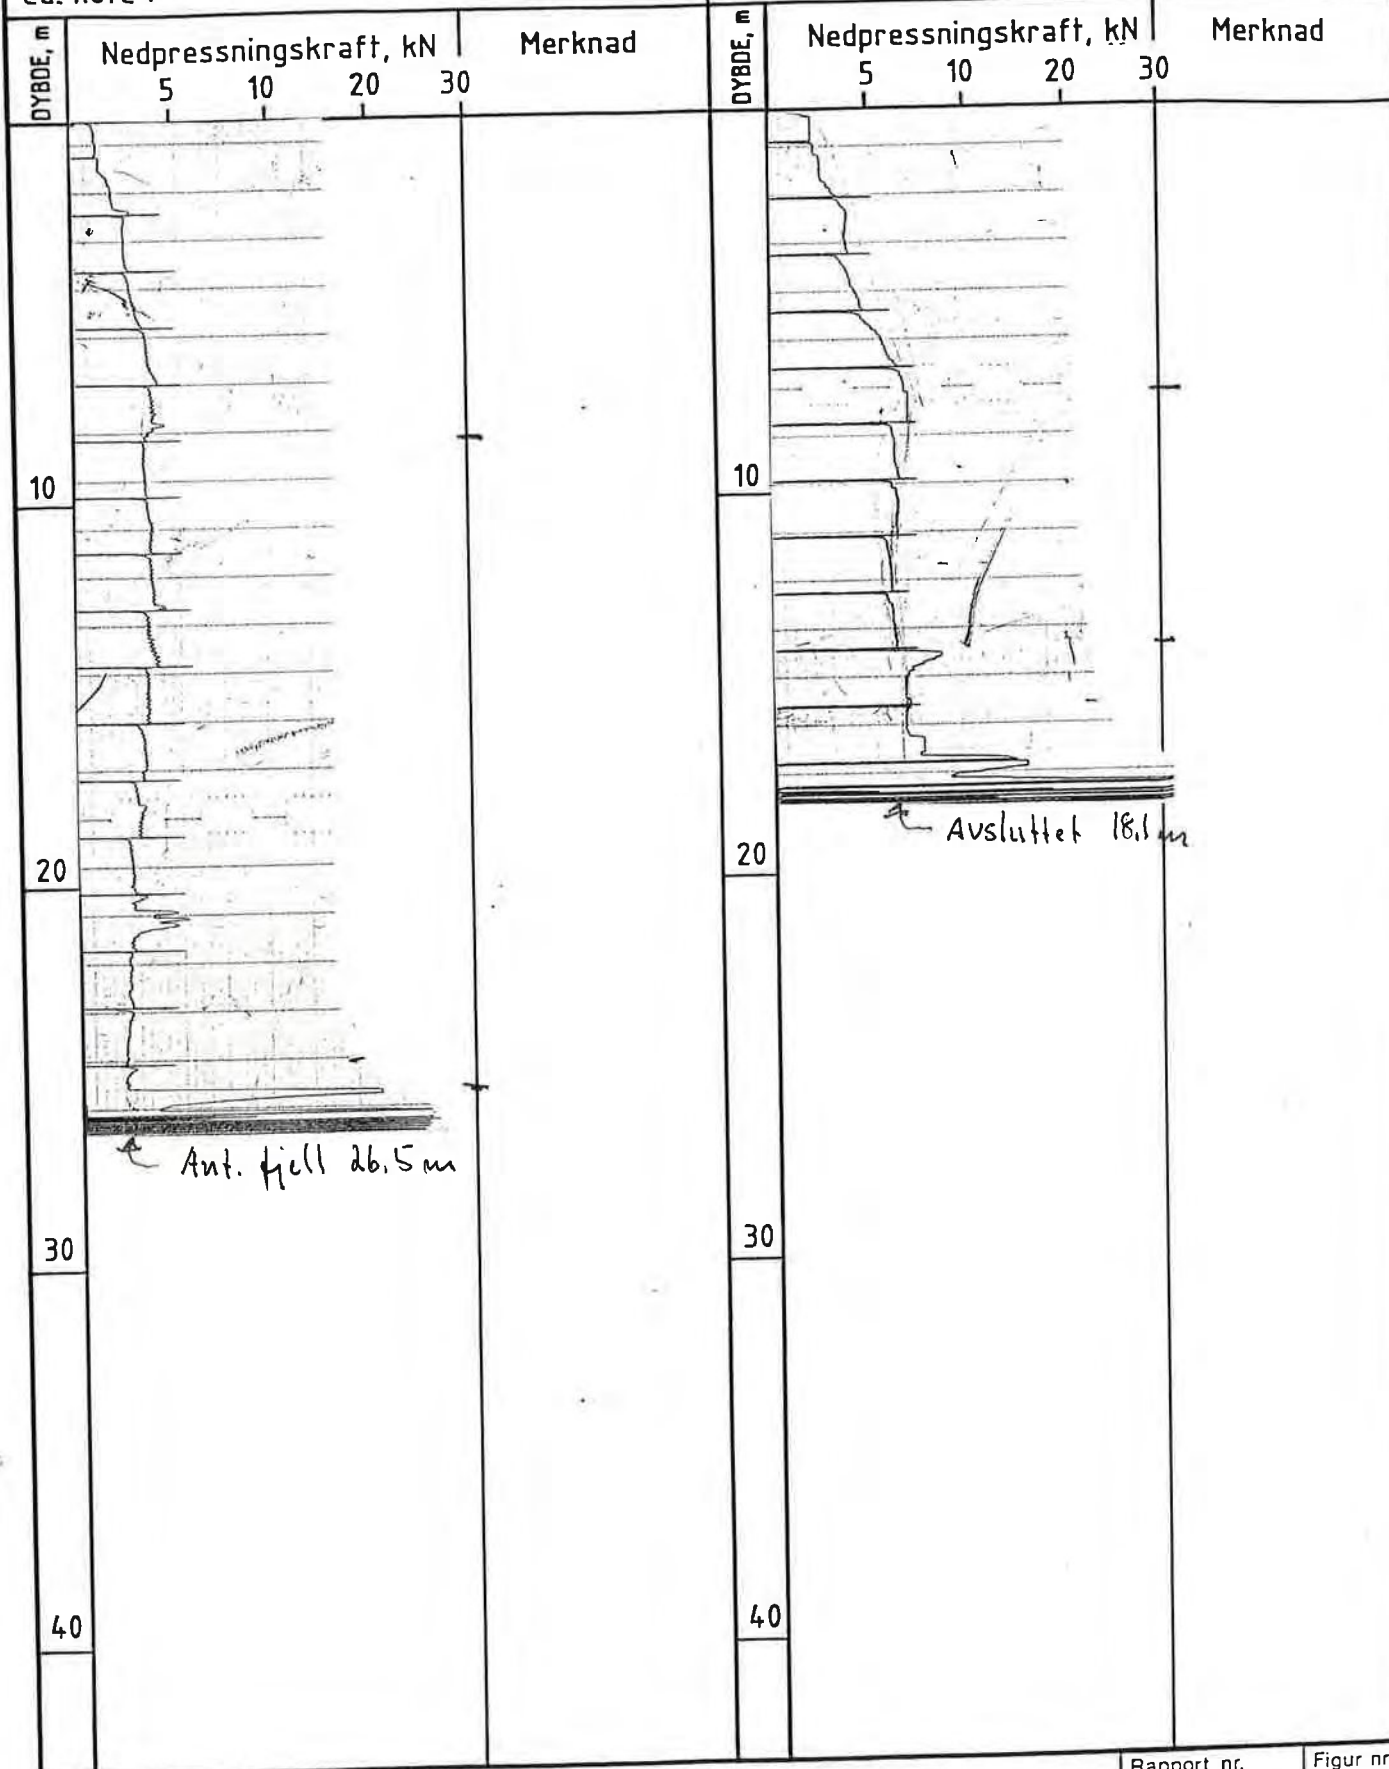 DYBDE, m
Nedpressningskraft, kN
Merknad
5 10 20 30
10
20
Ant. fjell 26.5 m
30
40
DYBDE, m
Nedpressningskraft, kN
Merknad
5 10 20 30
10
Avsluttet 18.1 m
20
30
40
Rapport nr.
Figur nr